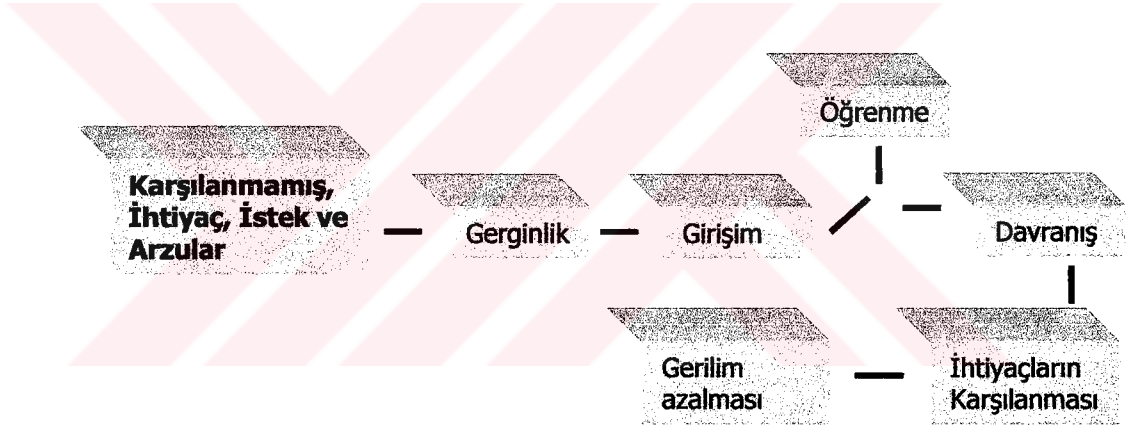 Öğrenme
Karşılanmamış,
İhtiyaç, İstek ve
Arzular
Gerginlik
Girişim
Davranış
Gerilim
azalması
İhtiyaçların
Karşılanması